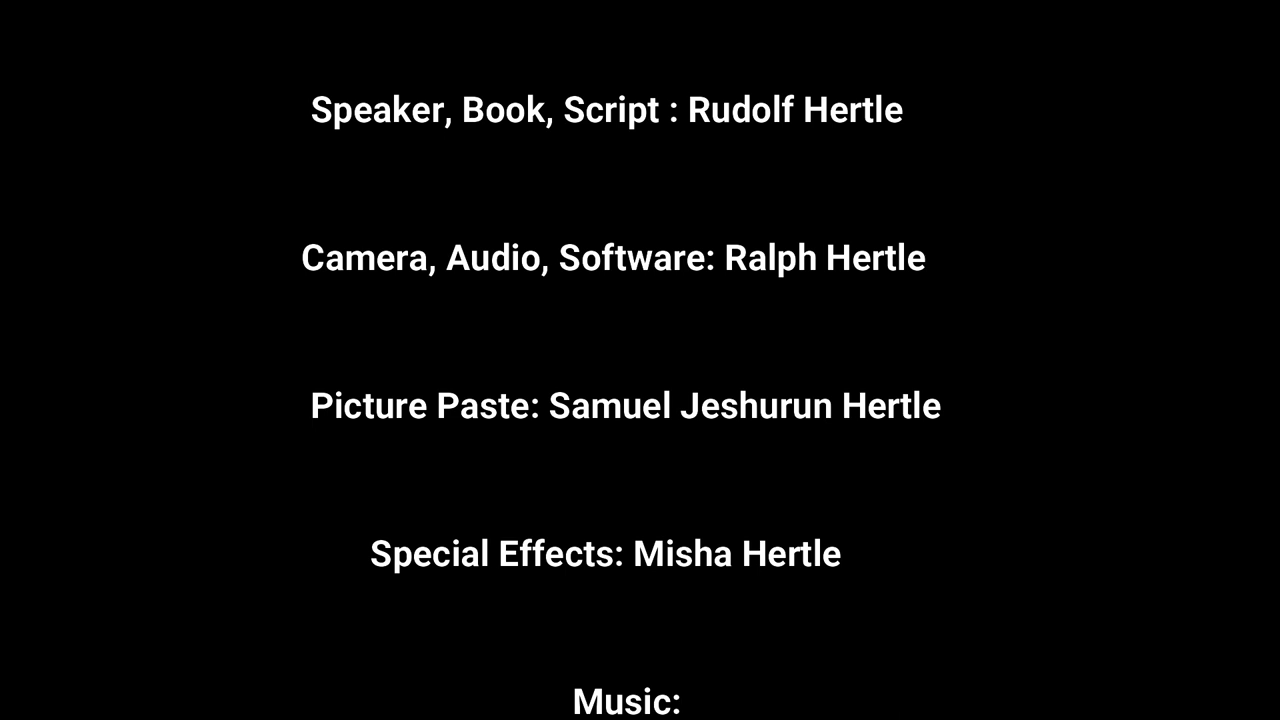 Speaker, Book, Script : Rudolf Hertle
Camera, Audio, Software: Ralph Hertle
Picture Paste: Samuel Jeshurun Hertle
Special Effects: Misha Hertle
Music: